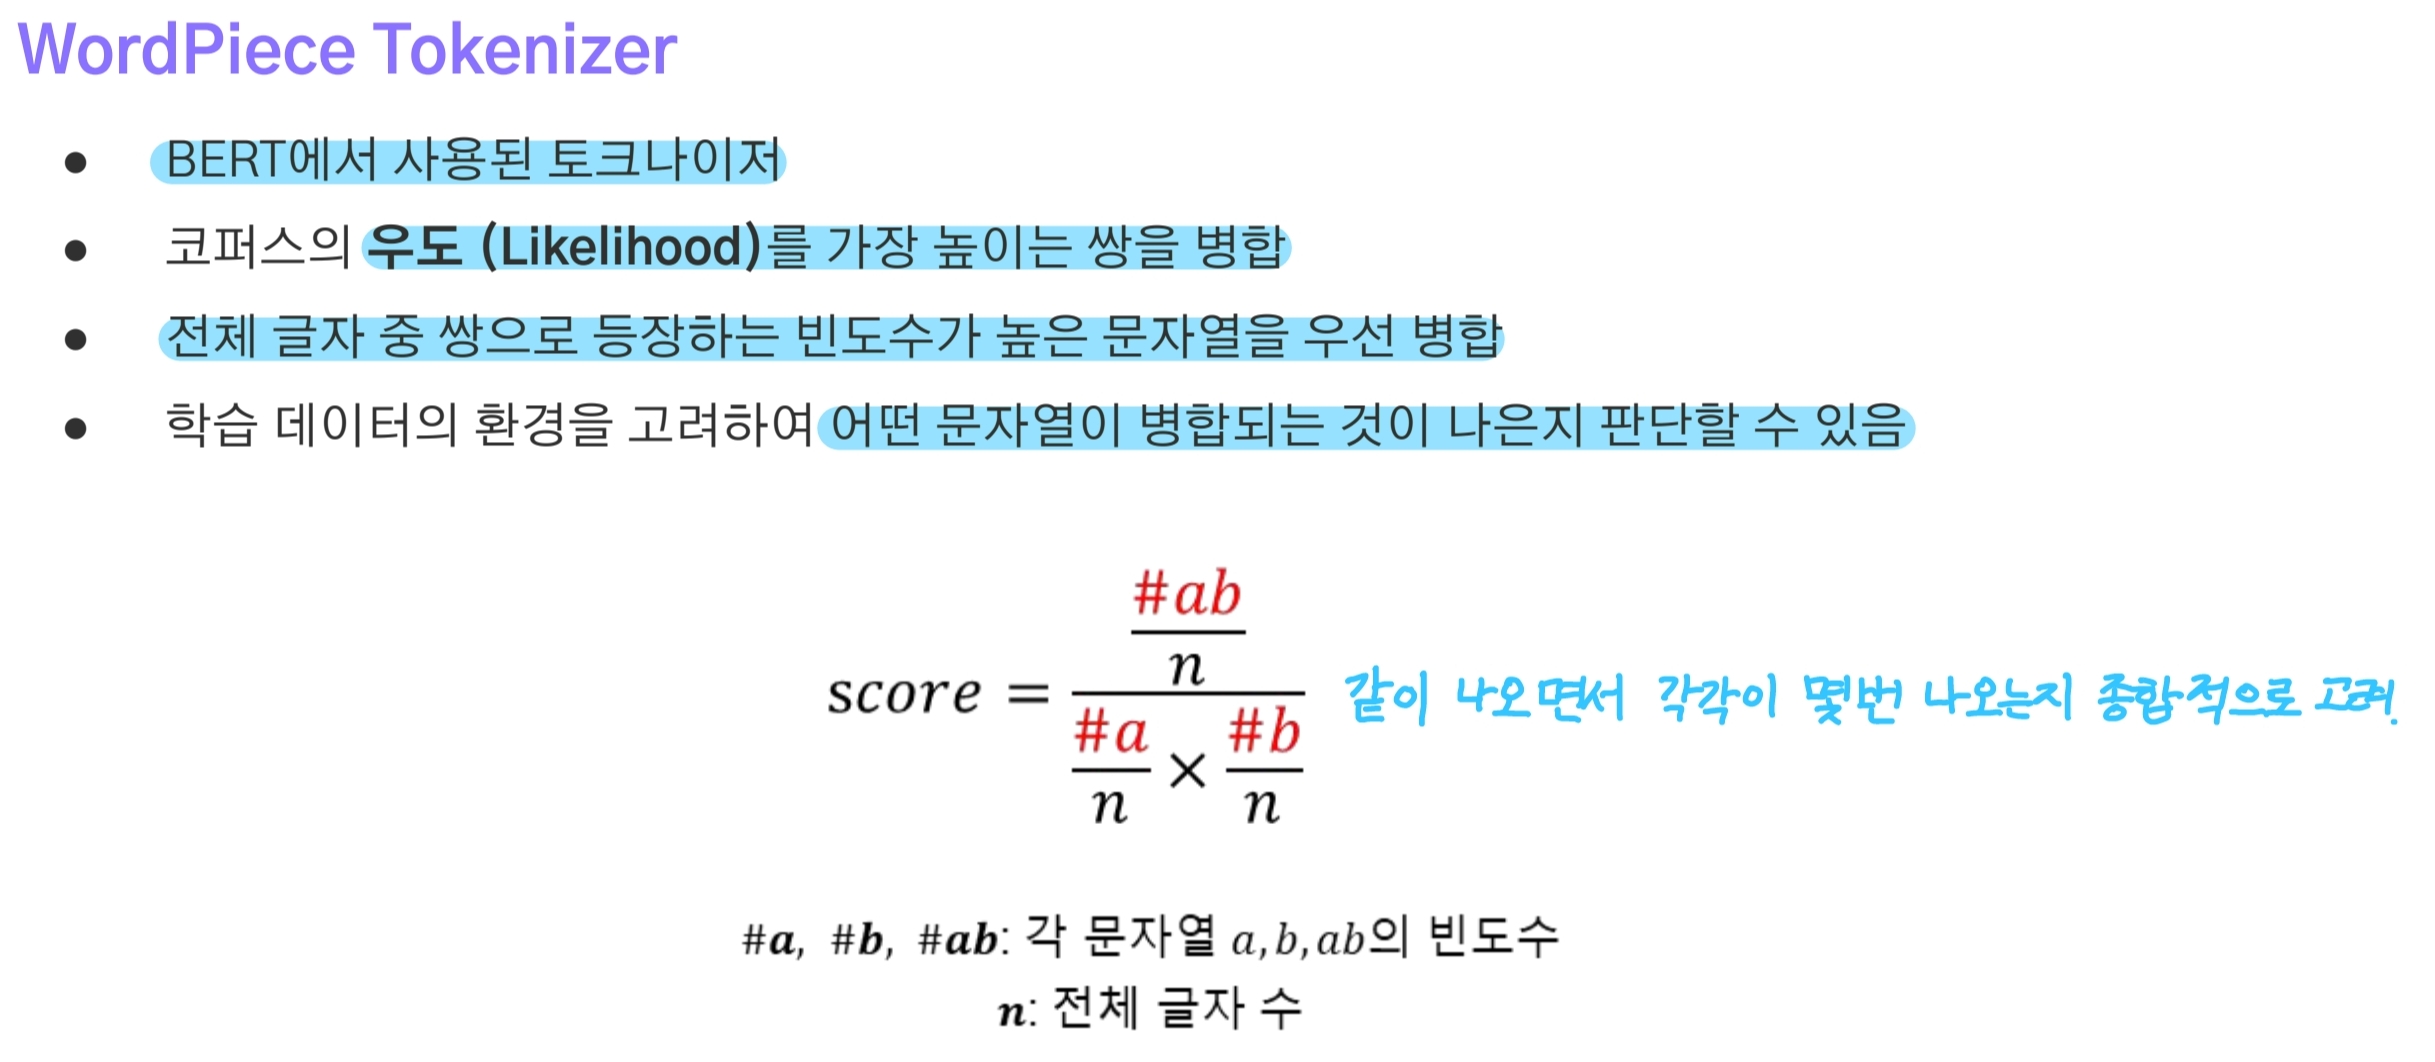 WordPiece Tokenizer
● BERT에서 사용된 토크나이저
● 코퍼스의 우도 (Likelihood)를 가장 높이는 쌍을 병합
● 전체 글자 중 쌍으로 등장하는 빈도수가 높은 문자열을 우선 병합
● 학습 데이터의 환경을 고려하여 어떤 문자열이 병합되는 것이 나은지 판단할 수 있음
#ab
n
score =
같이 나오면서 각각이 몇번 나오는지 종합적으로 고려.
#a × #b
n n
#a, #b, #ab: 각 문자열 a, b, ab의 빈도수
n: 전체 글자 수